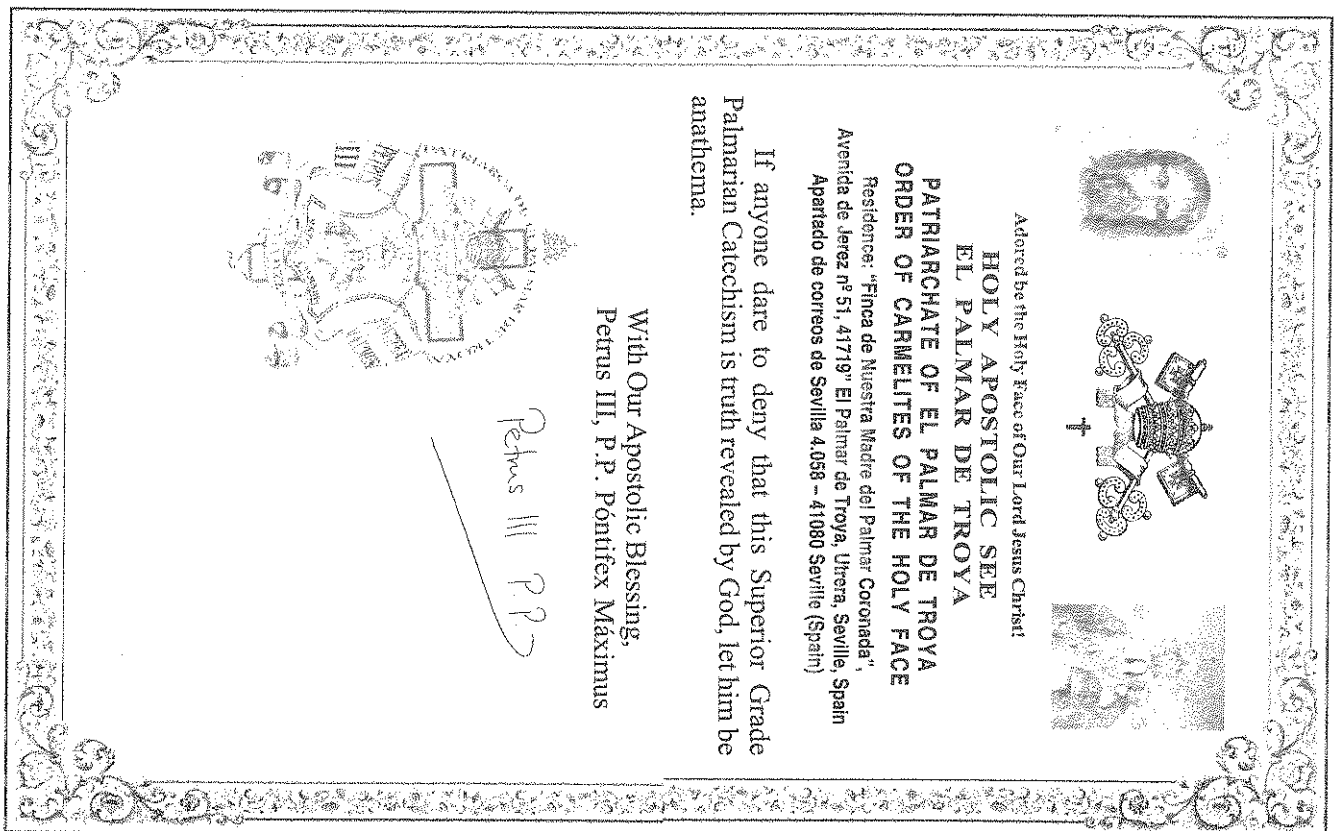 Adored be the Holy Face of Our Lord Jesus Christ!
HOLY APOSTOLIC SEE
EL PALMAR DE TROYA
PATRIARCHATE OF EL PALMAR DE TROYA
ORDER OF CARMELITES OF THE HOLY FACE
Residence: "Finca de Nuestra Madre del Palmar Coronada",
Avenida de Jerez nº 51, 41719" El Palmar de Troya, Utrera, Seville, Spain
Apartado de correos de Sevilla 4.058 – 41080 Seville (Spain)
If anyone dare to deny that this Superior Grade
Palmarian Catechism is truth revealed by God, let him be
anathema.
With Our Apostolic Blessing,
Petrus III, P.P. Póntifex Máximus
Petrus III P.P.